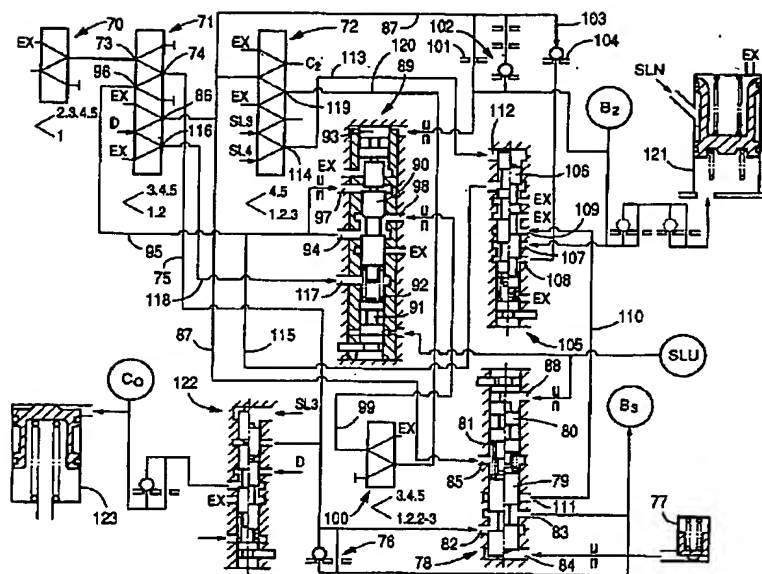 70
71
72
87
102
103
101
104
EX
73
74
EX
C2
113
120
89
SLN
EX
96
EX
86
EX
119
93
112
B2
121
D
SL3
90
106
EX
116
SL4
98
2.3.4.5
1
EX
114
EX
EX
97
109
3.4.5
1.2
4.5
1.2.3
94
EX
107
95
75
118
117
92
108
EX
110
91
105
87
115
SLU
88
C0
122
SL3
99
EX
81
80
B3
D
85
79
77
EX
100
3.4.5
1.2.2-3
111
83
123
76
82
78
84